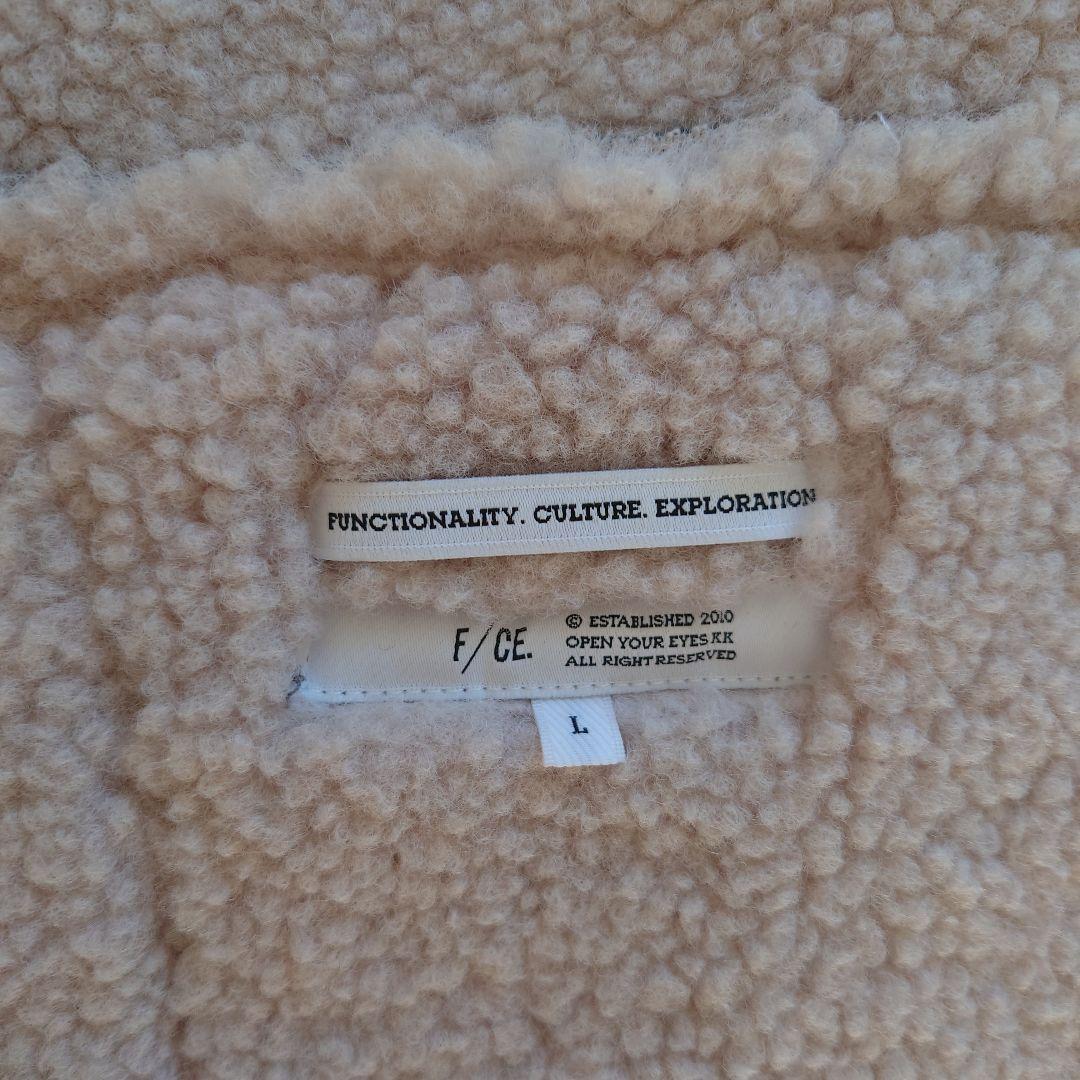 FUNCTIONALITY. CULTURE. EXPLORATION
F/CE.
© ESTABLISHED 2010
OPEN YOUR EYES KK
ALL RIGHT RESERVED
L